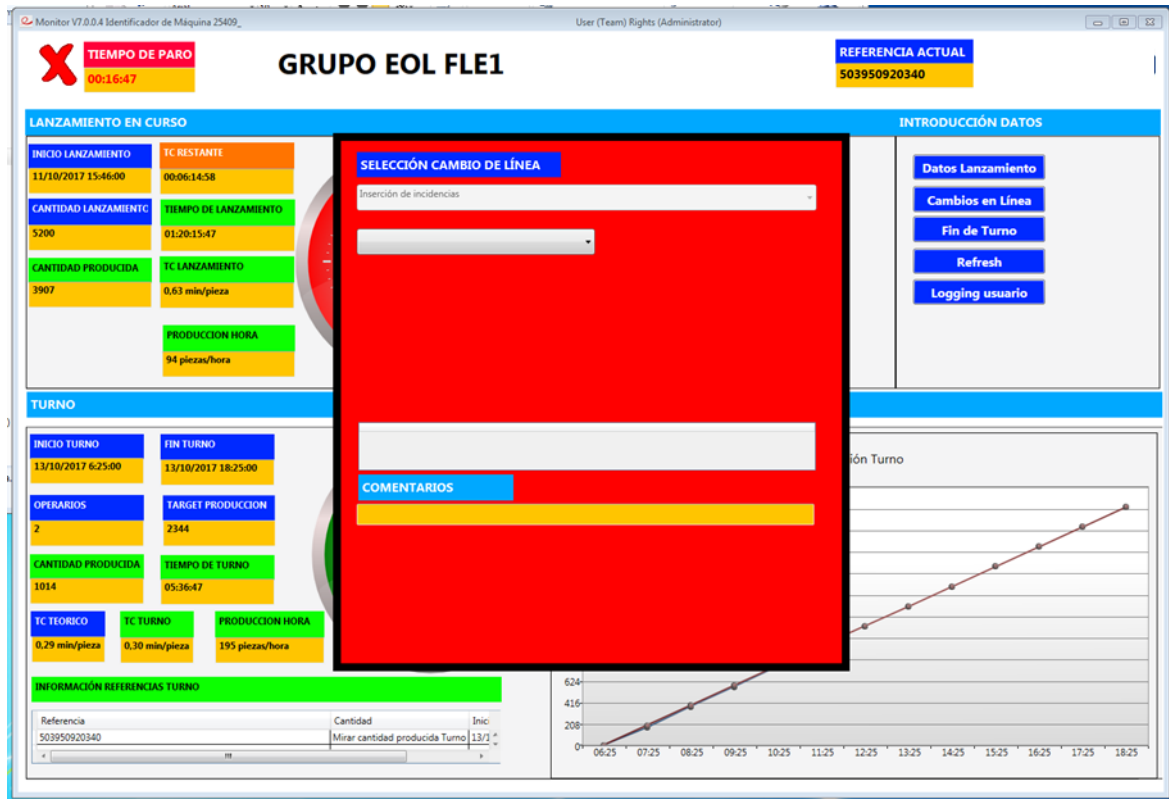 Monitor V7.0.0.4 Identificador de Máquina 25409_
User (Team) Rights (Administrator)
TIEMPO DE PARO
00:16:47
GRUPO EOL FLE1
REFERENCIA ACTUAL
503950920340
LANZAMIENTO EN CURSO
INTRODUCCIÓN DATOS
INICIO LANZAMIENTO
11/10/2017 15:46:00
TC RESTANTE
00:06:14:58
CANTIDAD LANZAMIENTO
5200
TIEMPO DE LANZAMIENTO
01:20:15:47
CANTIDAD PRODUCIDA
3907
TC LANZAMIENTO
0,63 min/pieza
PRODUCCION HORA
94 piezas/hora
SELECCIÓN CAMBIO DE LÍNEA
Inserción de incidencias
COMENTARIOS
Datos Lanzamiento
Cambios en Línea
Fin de Turno
Refresh
Logging usuario
TURNO
INICIO TURNO
13/10/2017 6:25:00
FIN TURNO
13/10/2017 18:25:00
OPERARIOS
2
TARGET PRODUCCION
2344
CANTIDAD PRODUCIDA
1014
TIEMPO DE TURNO
05:36:47
TC TEORICO
0,29 min/pieza
TC TURNO
0,30 min/pieza
PRODUCCION HORA
195 piezas/hora
INFORMACIÓN REFERENCIAS TURNO
Referencia Cantidad Inici
503950920340 Mirar cantidad producida Turno 13/1
ión Turno
624
416
208
0
06:25 07:25 08:25 09:25 10:25 11:25 12:25 13:25 14:25 15:25 16:25 17:25 18:25